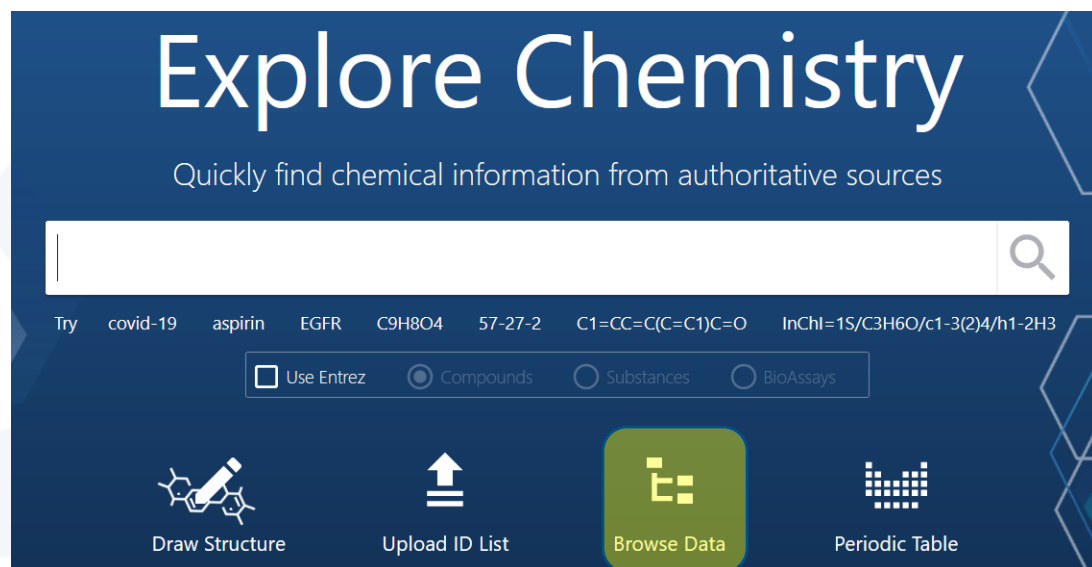 Explore Chemistry
Quickly find chemical information from authoritative sources
Try covid-19 aspirin EGFR C9H8O4 57-27-2 C1=CC=C(C=C1)C=O InChI=1S/C3H6O/c1-3(2)4/h1-2H3
Use Entrez Compounds Substances BioAssays
Draw Structure Upload ID List Browse Data Periodic Table